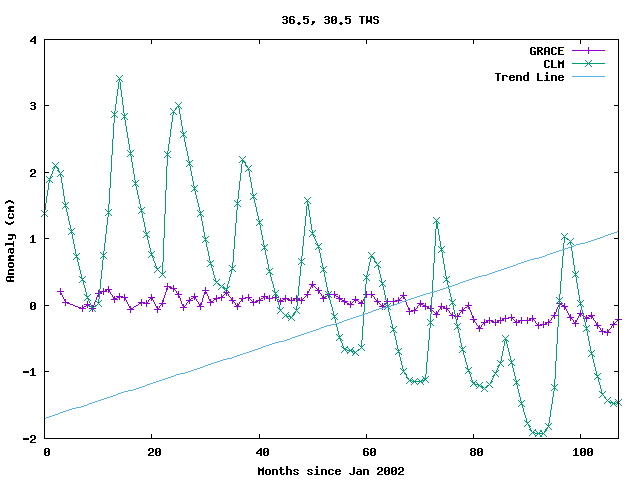 36.5, 30.5 TWS
GRACE
CLM
Trend Line
4
3
2
1
0
-1
-2
Anomaly (cm)
0 20 40 60 80 100
Months since Jan 2002